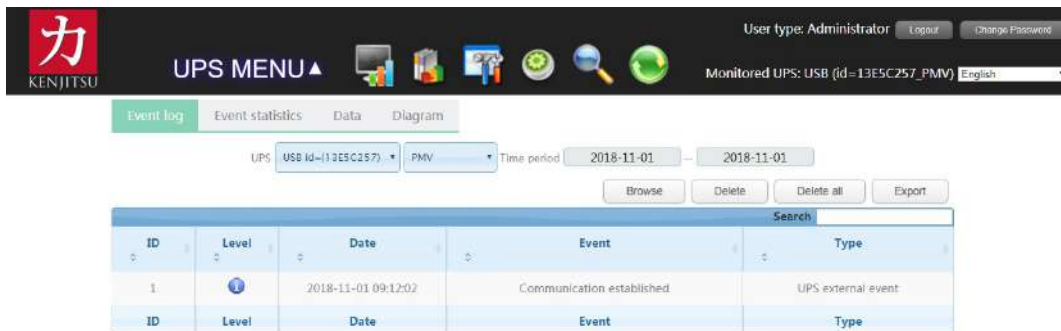 力
KENJITSU
User type: Administrator Logout Change Password
UPS MENU▲
Monitored UPS: USB (id=13E5C257_PMV) English
Event log Event statistics Data Diagram
UPS USB id=(13E5C257) PMV Time period 2018-11-01 — 2018-11-01
Browse Delete Delete all Export
Search
ID Level Date Event Type
1 2018-11-01 09:12:02 Communication established UPS external event
ID Level Date Event Type